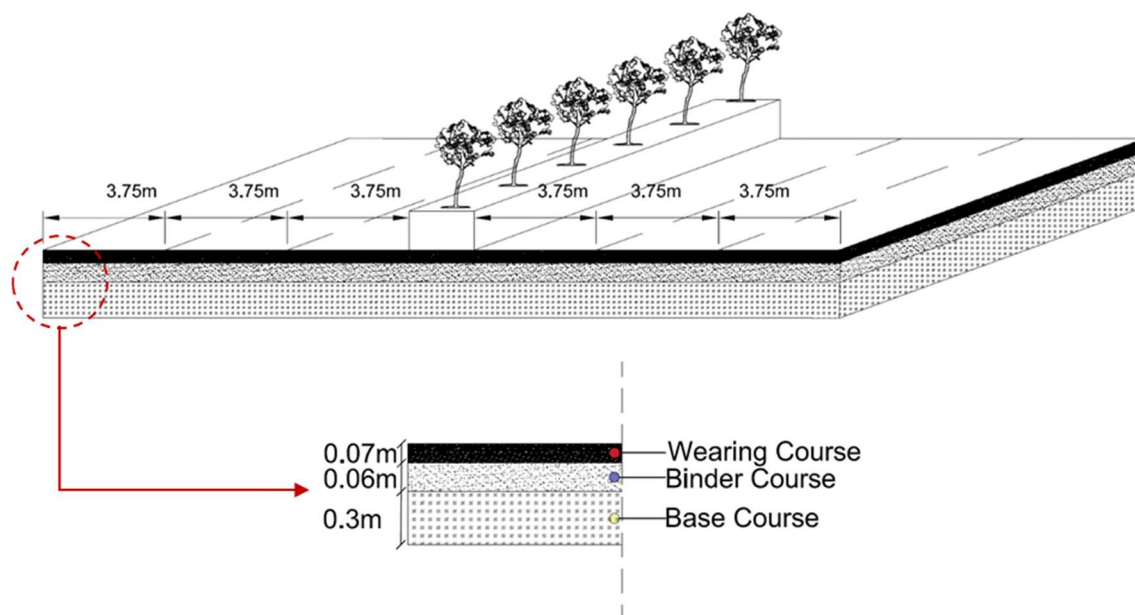 3.75m
3.75m
3.75m
3.75m
3.75m
3.75m
0.07m
Wearing Course
0.06m
Binder Course
0.3m
Base Course